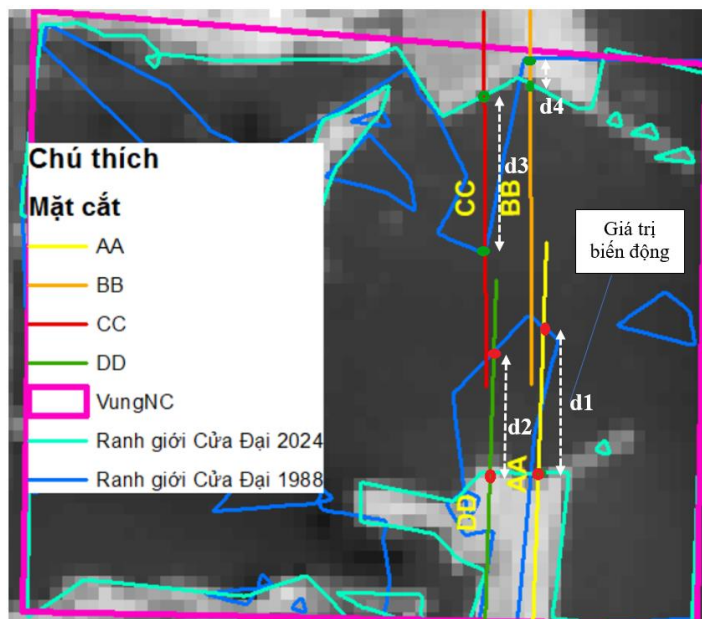 d4
d3
CC
BB
Chú thích
Mặt cắt
AA
BB
CC
DD
VungNC
Ranh giới Cửa Đại 2024
Ranh giới Cửa Đại 1988
Giá trị
biến động
d1
d2
AA
DD